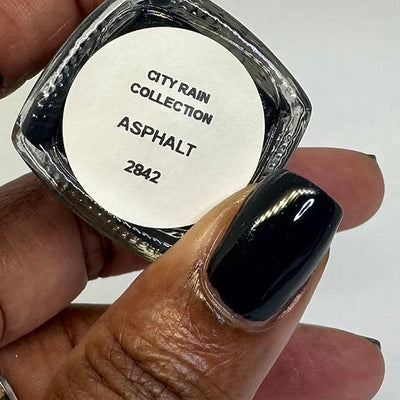 CITY RAIN
COLLECTION
ASPHALT
2842